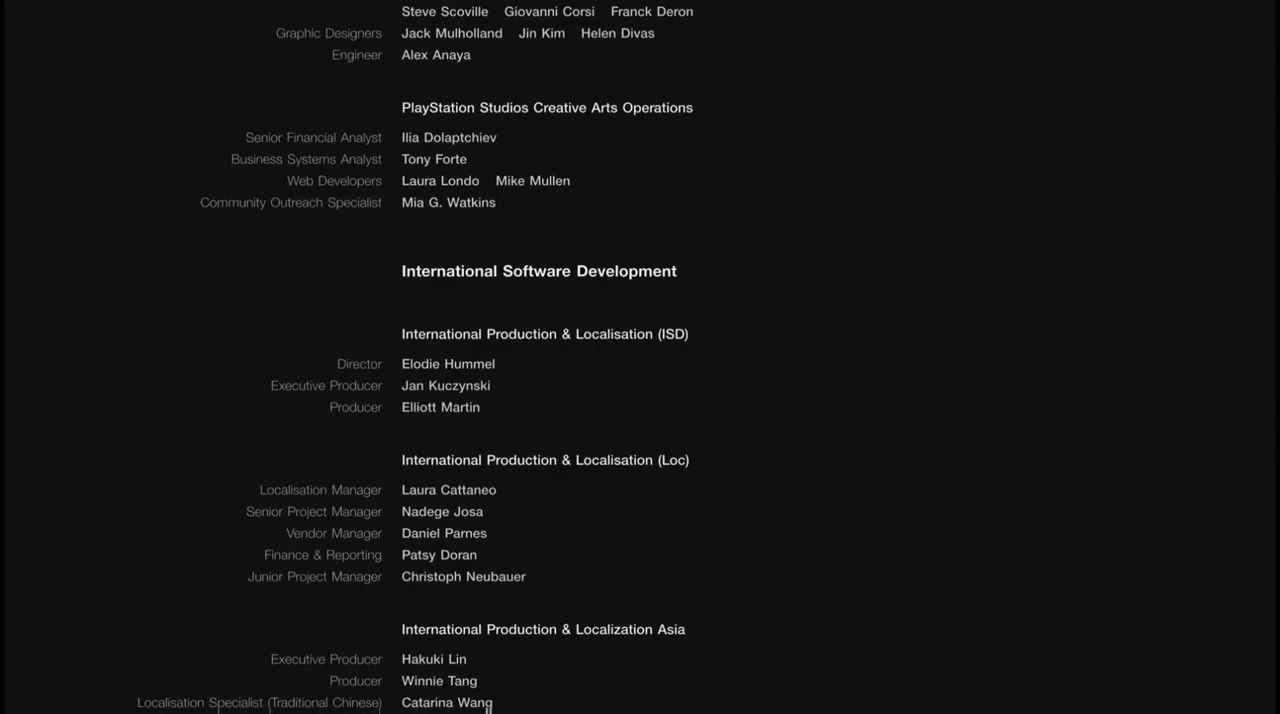 Steve Scoville Giovanni Corsi Franck Deron
Graphic Designers Jack Mulholland Jin Kim Helen Divas
Engineer Alex Anaya
PlayStation Studios Creative Arts Operations
Senior Financial Analyst Ilia Dolaptchiev
Business Systems Analyst Tony Forte
Web Developers Laura Londo Mike Mullen
Community Outreach Specialist Mia G. Watkins
International Software Development
International Production & Localisation (ISD)
Director Elodie Hummel
Executive Producer Jan Kuczynski
Producer Elliott Martin
International Production & Localisation (Loc)
Localisation Manager Laura Cattaneo
Senior Project Manager Nadege Josa
Vendor Manager Daniel Parnes
Finance & Reporting Patsy Doran
Junior Project Manager Christoph Neubauer
International Production & Localization Asia
Executive Producer Hakuki Lin
Producer Winnie Tang
Localisation Specialist (Traditional Chinese) Catarina Wang